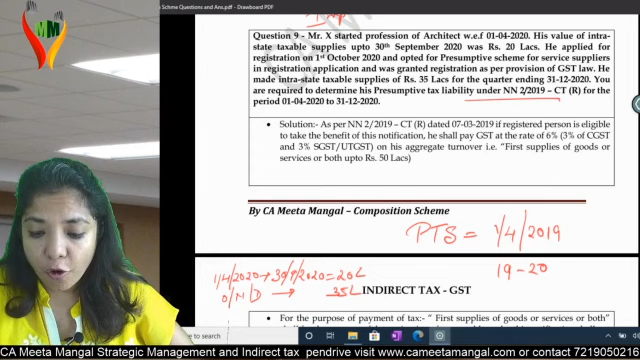 Schme Questions and Ans.pdf - Drawboard PDF
MM
Question 9 - Mr. X started profession of Architect w.e.f 01-04-2020. His value of intra-
state taxable supplies upto 30th September 2020 was Rs. 20 Lacs. He applied for
registration on 1st October 2020 and opted for Presumptive scheme for service suppliers
in registration application and was granted registration as per provision of GST law. He
made intra-state taxable supplies of Rs. 35 Lacs for the quarter ending 31-12-2020. You
are required to determine his Presumptive tax liability under NN 2/2019 – CT (R) for
the period 01-04-2020 to 31-12-2020.
• Solution:- As per NN 2/2019 – CT (R) dated 07-03-2019 if registered person is eligible
to take the benefit of this notification, he shall pay GST at the rate of 6% (3% of CGST
and 3% SGST/UTGST) on his aggregate turnover i.e. "First supplies of goods or
services or both upto Rs. 50 Lacs)
By CA Meeta Mangal – Composition Scheme
PTS = 1/4/2019
19-20
1/4/2020 → 30/9/2020 = 20L
O/N/D → 35L
INDIRECT TAX - GST
• For the purpose of payment of tax:- "First supplies of goods or services or both"
to search
CA Meeta Mangal Strategic Management and Indirect tax pendrive visit www.cameetamangal.com or call 721905021